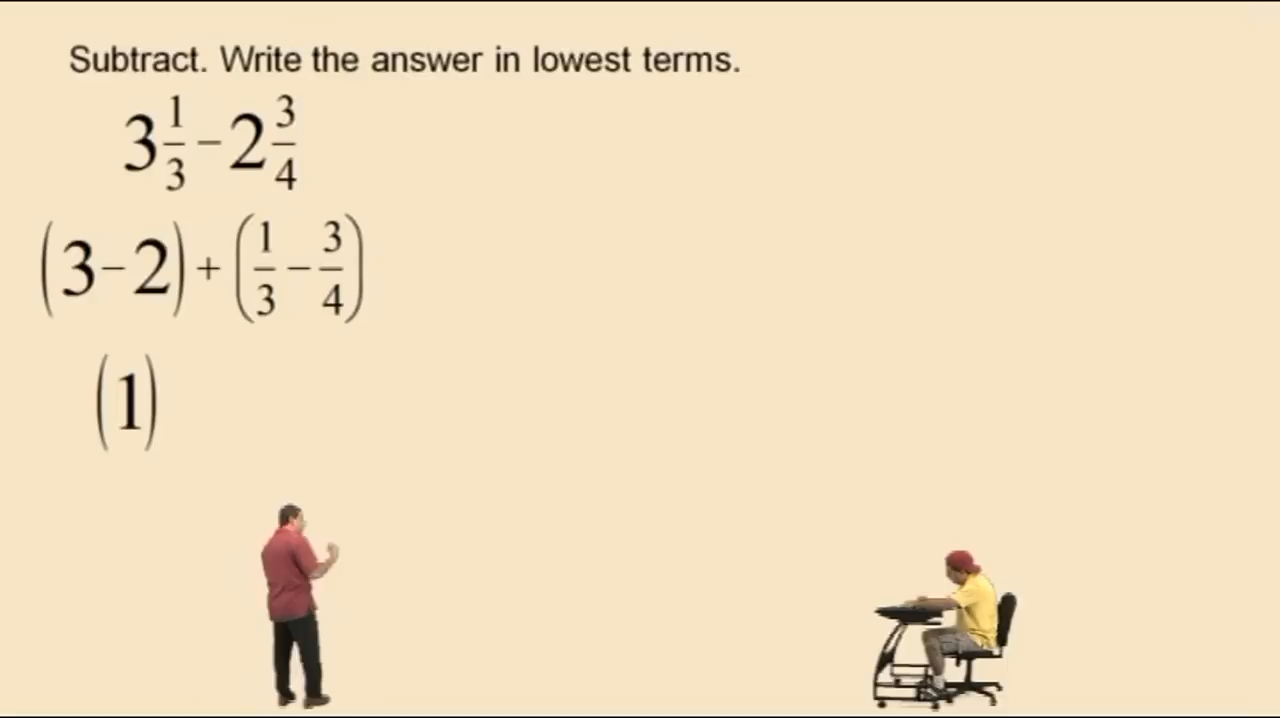 Subtract. Write the answer in lowest terms.
3 1/3 − 2 3/4
(3 − 2) + (1/3 − 3/4)
(1)